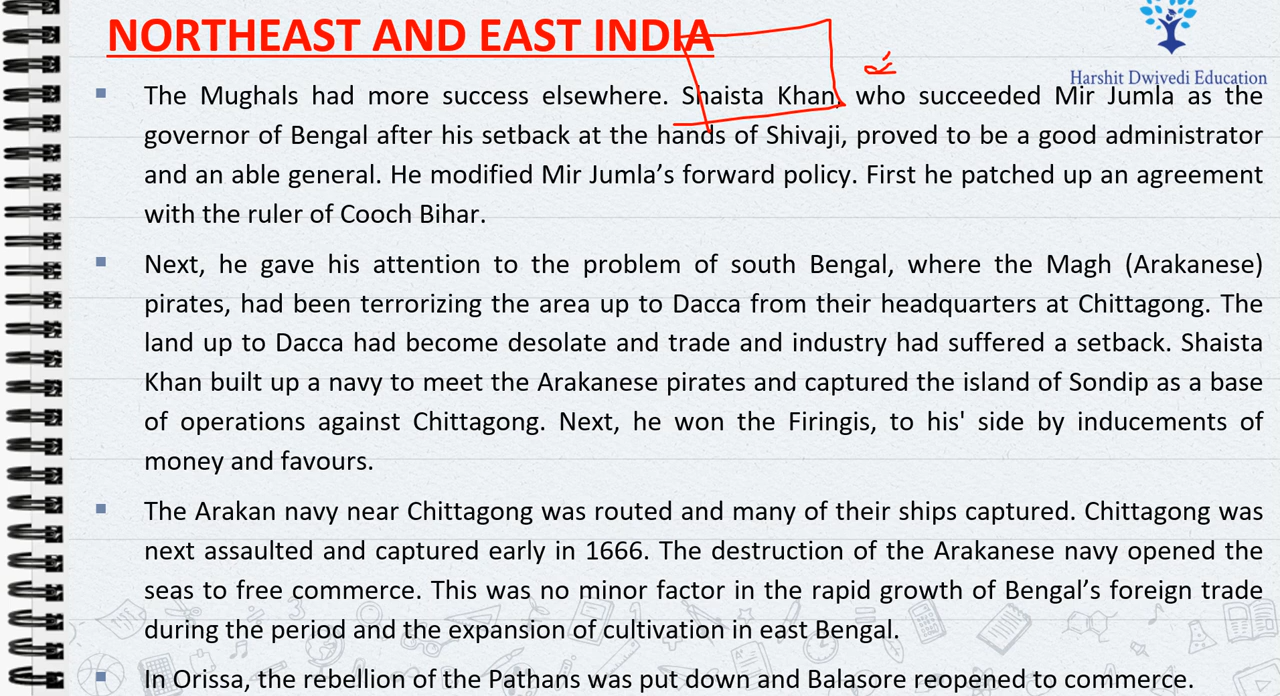 NORTHEAST AND EAST INDIA
Harshit Dwivedi Education
The Mughals had more success elsewhere. Shaista Khan, who succeeded Mir Jumla as the
governor of Bengal after his setback at the hands of Shivaji, proved to be a good administrator
and an able general. He modified Mir Jumla’s forward policy. First he patched up an agreement
with the ruler of Cooch Bihar.
Next, he gave his attention to the problem of south Bengal, where the Magh (Arakanese)
pirates, had been terrorizing the area up to Dacca from their headquarters at Chittagong. The
land up to Dacca had become desolate and trade and industry had suffered a setback. Shaista
Khan built up a navy to meet the Arakanese pirates and captured the island of Sondip as a base
of operations against Chittagong. Next, he won the Firingis, to his' side by inducements of
money and favours.
The Arakan navy near Chittagong was routed and many of their ships captured. Chittagong was
next assaulted and captured early in 1666. The destruction of the Arakanese navy opened the
seas to free commerce. This was no minor factor in the rapid growth of Bengal’s foreign trade
during the period and the expansion of cultivation in east Bengal.
In Orissa, the rebellion of the Pathans was put down and Balasore reopened to commerce.